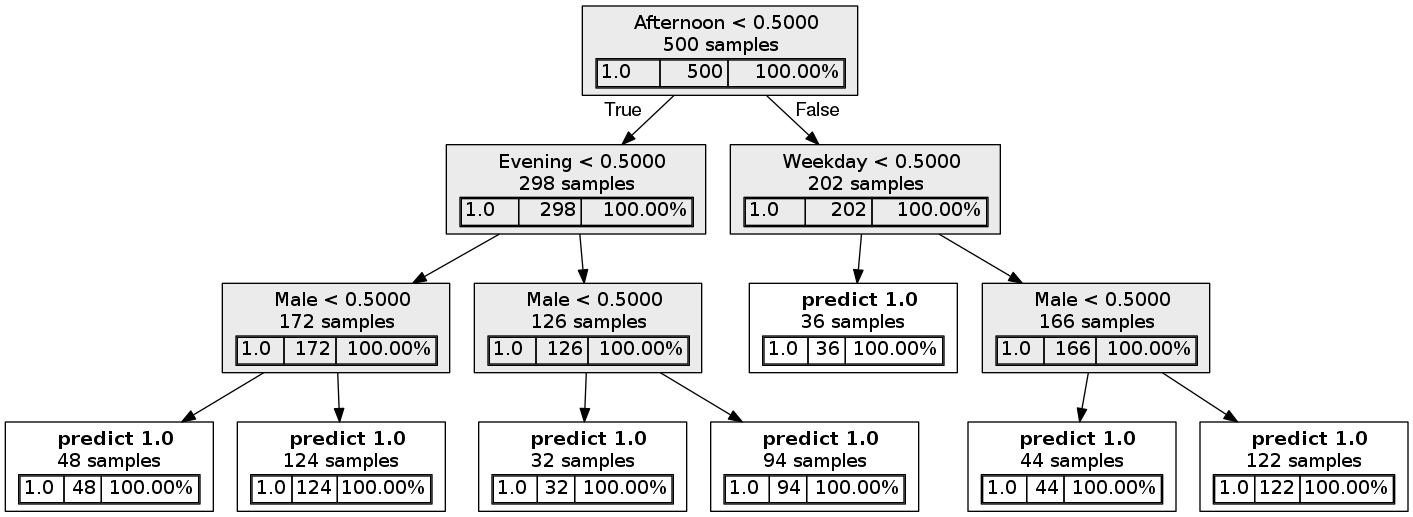 Afternoon < 0.5000
500 samples
1.0 500 100.00%
True False
Evening < 0.5000
298 samples
1.0 298 100.00%
Weekday < 0.5000
202 samples
1.0 202 100.00%
Male < 0.5000
172 samples
1.0 172 100.00%
Male < 0.5000
126 samples
1.0 126 100.00%
predict 1.0
36 samples
1.0 36 100.00%
Male < 0.5000
166 samples
1.0 166 100.00%
predict 1.0
48 samples
1.0 48 100.00%
predict 1.0
124 samples
1.0 124 100.00%
predict 1.0
32 samples
1.0 32 100.00%
predict 1.0
94 samples
1.0 94 100.00%
predict 1.0
44 samples
1.0 44 100.00%
predict 1.0
122 samples
1.0 122 100.00%